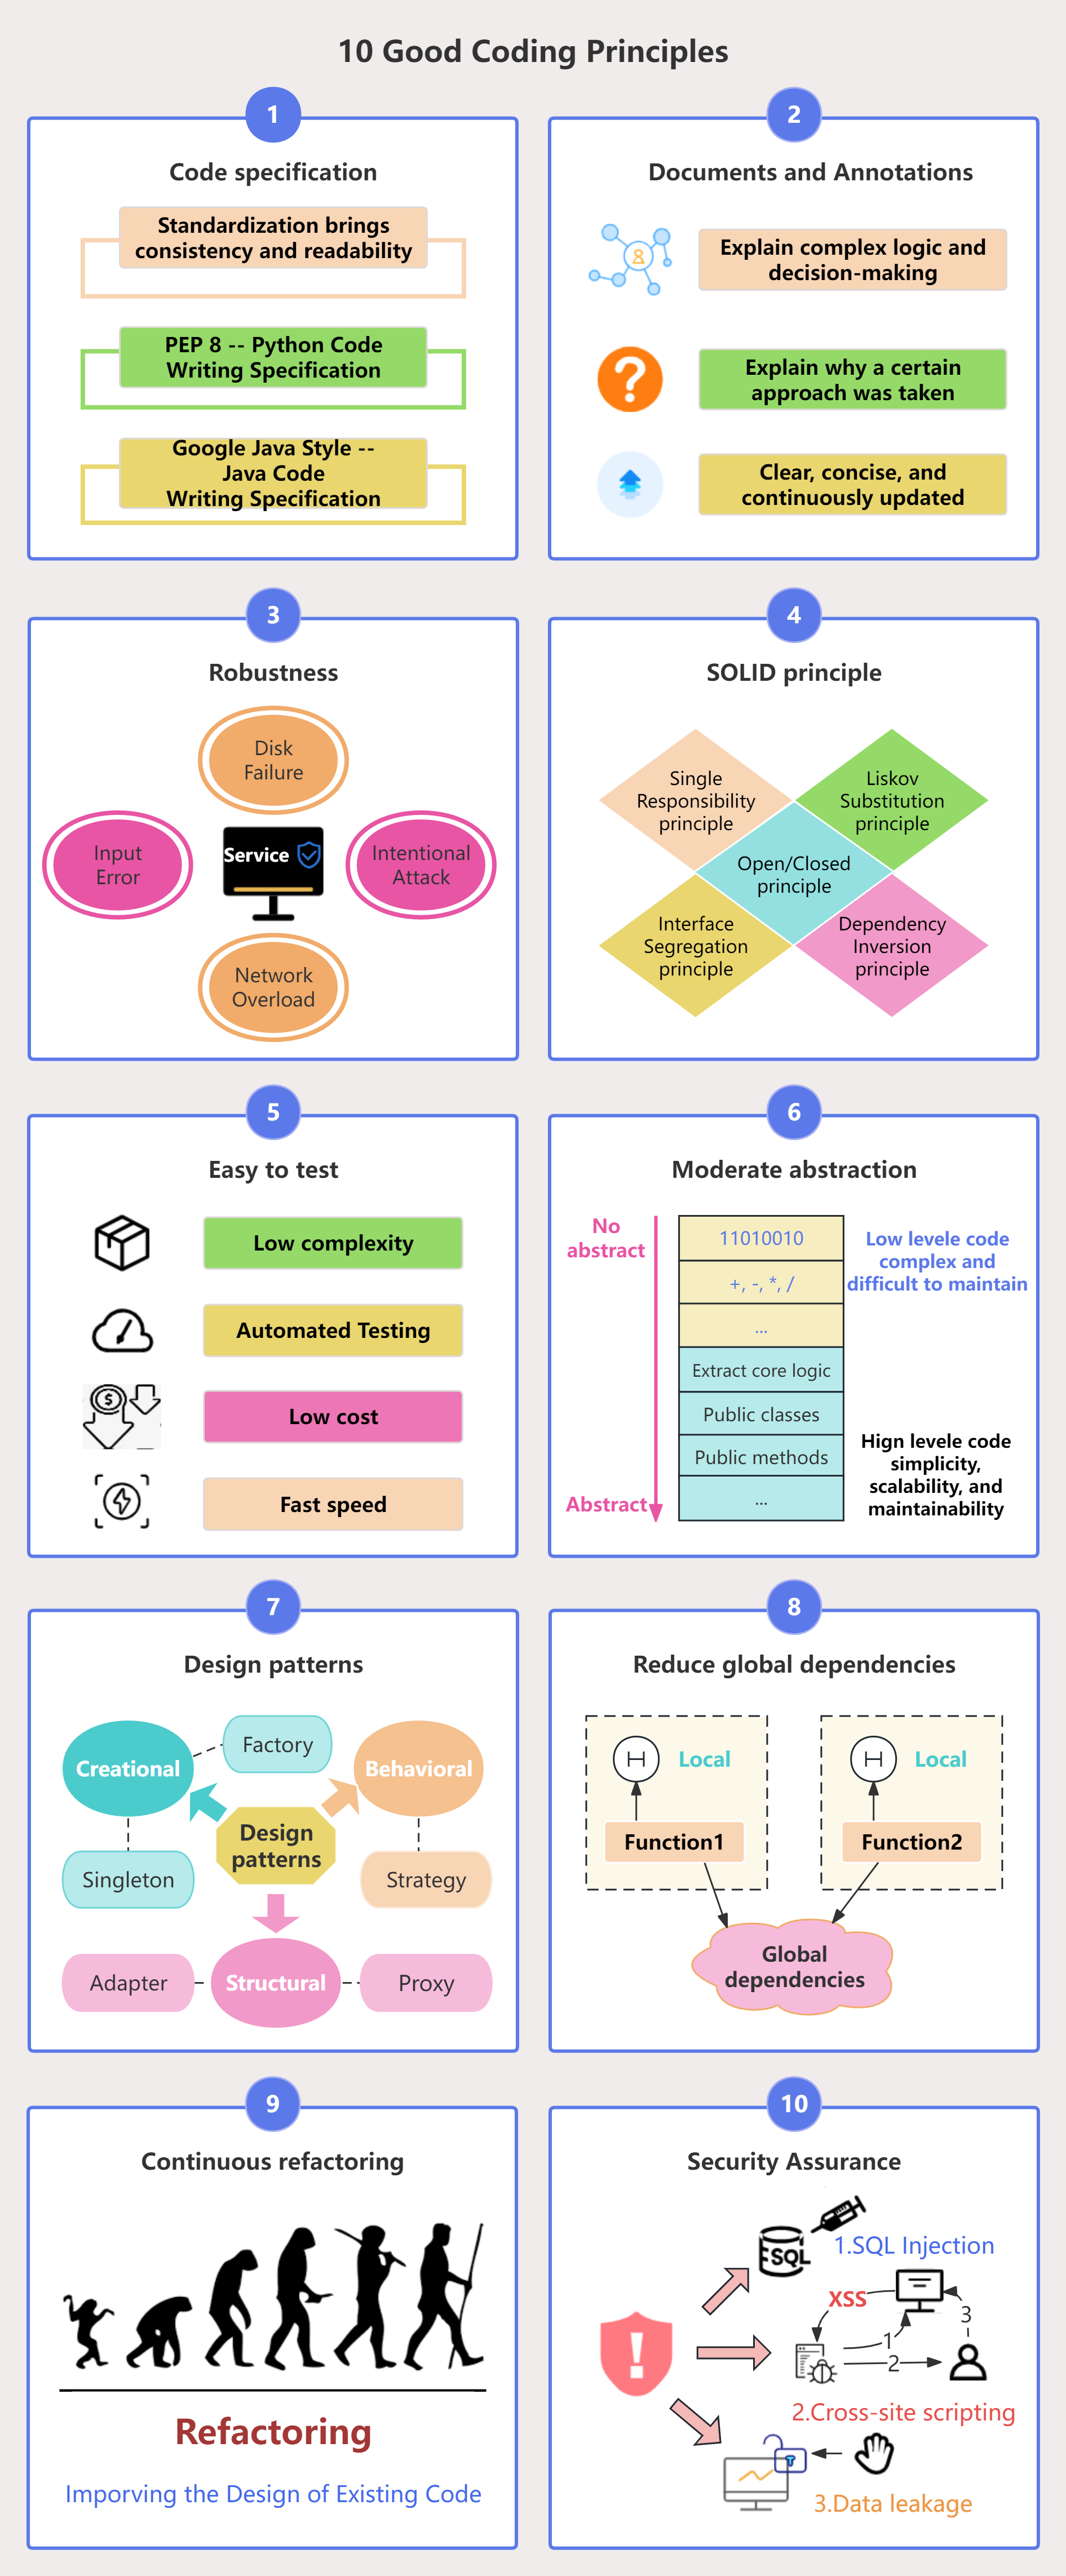 10 Good Coding Principles
1
Code specification
Standardization brings
consistency and readability
PEP 8 -- Python Code
Writing Specification
Google Java Style --
Java Code
Writing Specification
2
Documents and Annotations
Explain complex logic and
decision-making
Explain why a certain
approach was taken
Clear, concise, and
continuously updated
3
Robustness
Disk
Failure
Input
Error
Service
Intentional
Attack
Network
Overload
4
SOLID principle
Single
Responsibility
principle
Liskov
Substitution
principle
Open/Closed
principle
Interface
Segregation
principle
Dependency
Inversion
principle
5
Easy to test
Low complexity
Automated Testing
Low cost
Fast speed
6
Moderate abstraction
No
abstract
Abstract
11010010
+, -, *, /
...
Extract core logic
Public classes
Public methods
...
Low levele code
complex and
difficult to maintain
Hign levele code
simplicity,
scalability, and
maintainability
7
Design patterns
Creational
Factory
Behavioral
Design
patterns
Singleton
Strategy
Adapter
Structural
Proxy
8
Reduce global dependencies
Local
Function1
Local
Function2
Global
dependencies
9
Continuous refactoring
Refactoring
Imporving the Design of Existing Code
10
Security Assurance
SQL
1.SQL Injection
XSS
1
2
3
2.Cross-site scripting
3.Data leakage